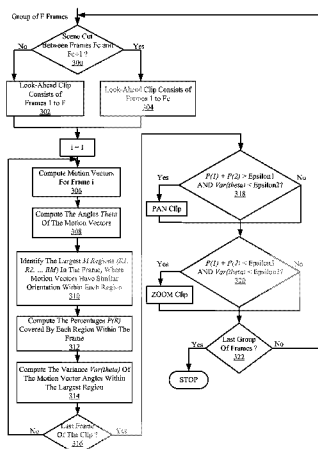 Group of F Frames
Scene Cut
Between Frames Fc and
Fc+1 ?
300
No
Yes
Look-Ahead Clip
Consists of
Frames 1 to F
302
Look-Ahead Clip Consists of
Frames 1 to Fc
304
i = 1
Compute Motion Vectors
For Frame i
306
Compute The Angles Theta
Of The Motion Vectors
308
Identify The Largest M Regions (R1,
R2, ... RM) In The Frame, Where
Motion Vectors Have Similar
Orientation Within Each Region
310
Compute The Percentages P(R)
Covered By Each Region Within The
Frame
312
Compute The Variance Var(theta) Of
The Motion Vector Angles Within
The Largest Region
314
Last Frame
Of The Clip ?
316
No
Yes
P(1) + P(2) > Epsilon1
AND Var(theta) < Epsilon2?
318
Yes
No
PAN Clip
P(1) + P(2) < Epsilon3
AND Var(theta) < Epsilon2?
320
Yes
No
ZOOM Clip
Last Group
Of Frames ?
322
Yes
No
STOP